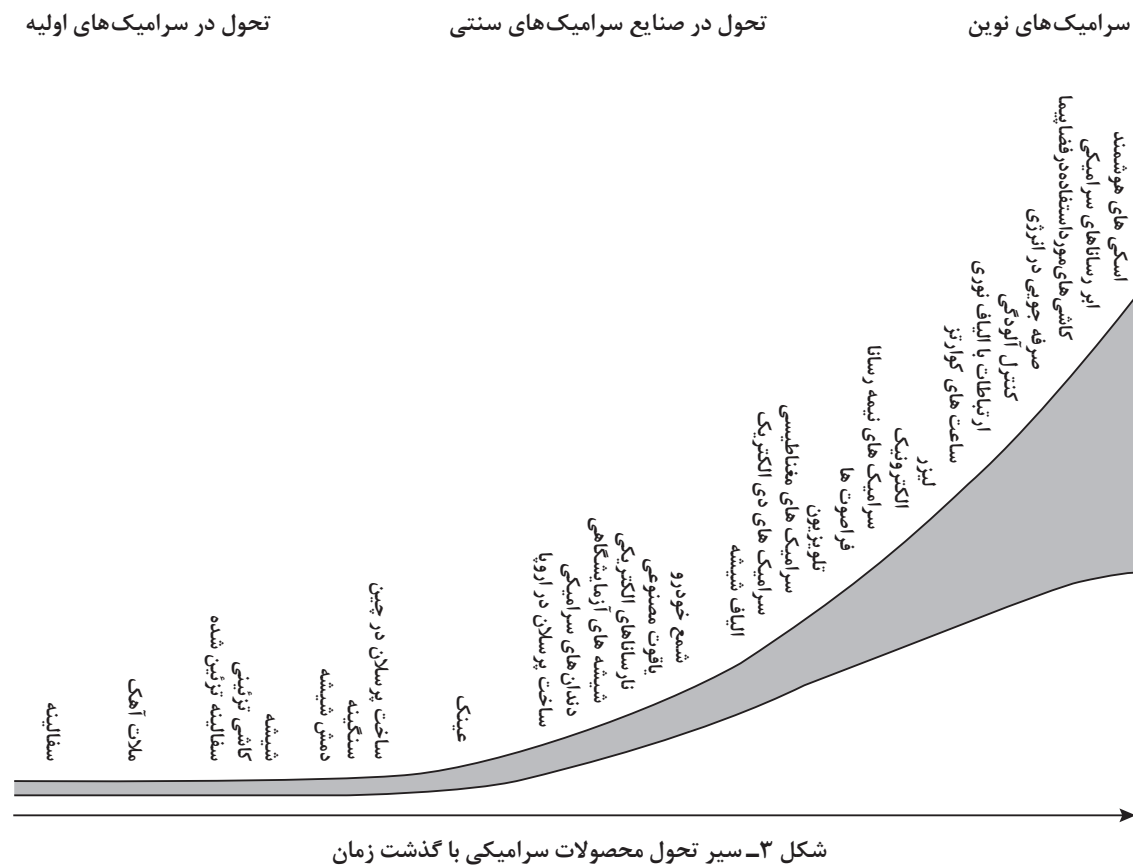 تحول در سرامیک‌های اولیه
تحول در صنایع سرامیک‌های سنتی
سرامیک‌های نوین
سفالینه
ملات آهک
سفالینه تزئین شده
کاشی تزئینی
شیشه
دمش شیشه
سنگینه
ساخت پرسلان در چین
عینک
ساخت پرسلان در اروپا
دندان‌های سرامیکی
شیشه های آزمایشگاهی
نارساناهای الکتریکی
یاقوت مصنوعی
شمع خودرو
الیاف شیشه
سرامیک های دی الکتریک
سرامیک های مغناطیسی
تلویزیون
فراصوت ها
سرامیک های نیمه رسانا
الکترونیک
لیزر
ساعت های کوارتز
ارتباطات با الیاف نوری
کنترل آلودگی
صرفه جویی در انرژی
کاشی‌های‌مورداستفاده‌درفضاپیما
ابر رساناهای سرامیکی
اسکی های هوشمند
شکل ۳ــ سیر تحول محصولات سرامیکی با گذشت زمان